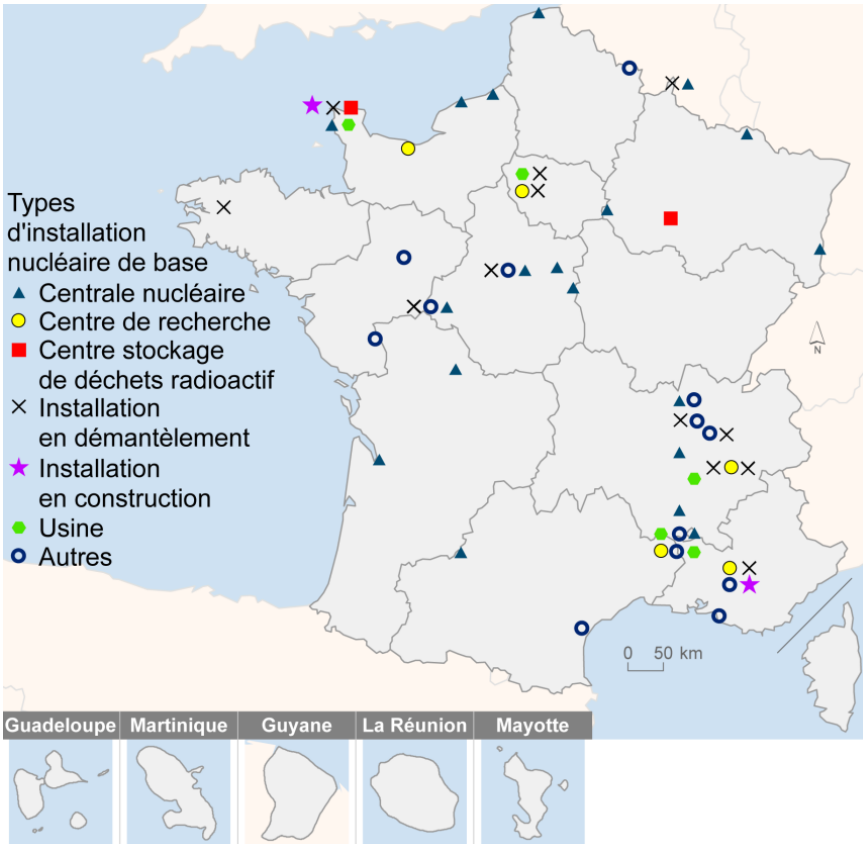 Types
d'installation
nucléaire de base
Centrale nucléaire
Centre de recherche
Centre stockage
de déchets radioactif
Installation
en démantèlement
Installation
en construction
Usine
Autres
N
0 50 km
Guadeloupe Martinique Guyane La Réunion Mayotte